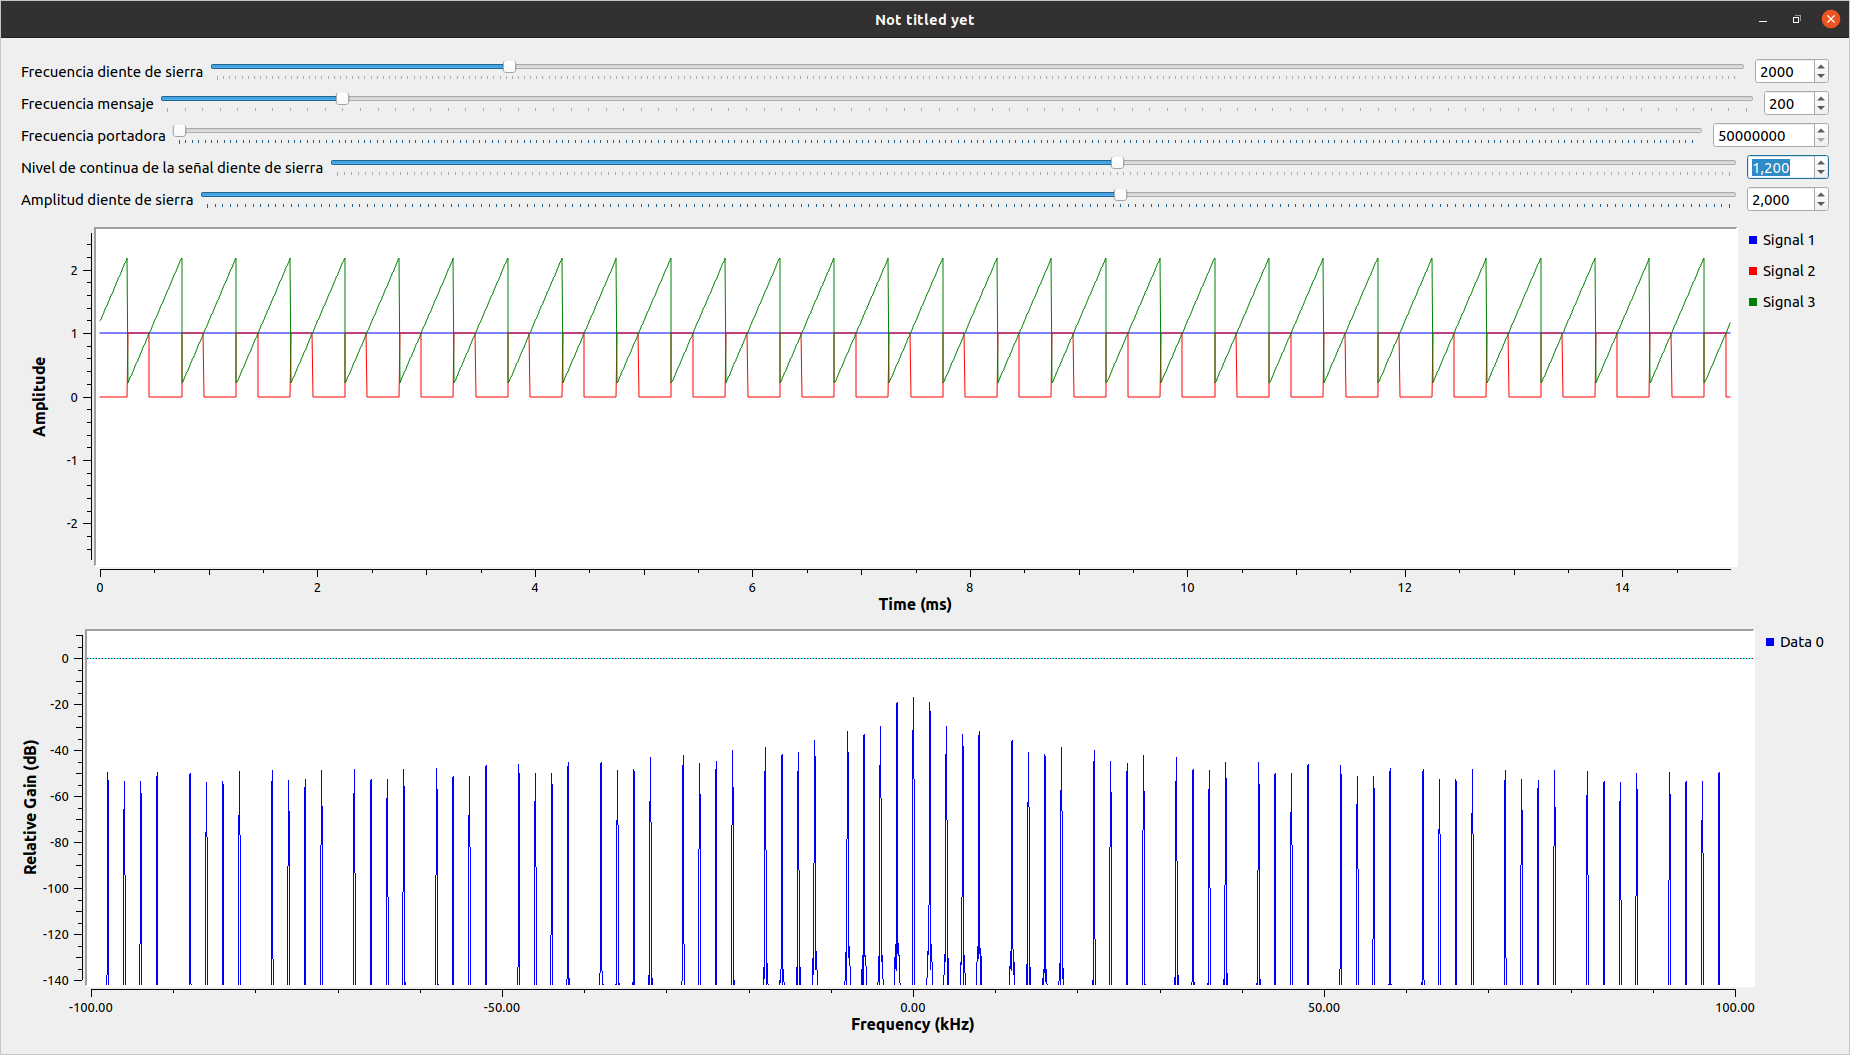 Not titled yet
Frecuencia diente de sierra 2000
Frecuencia mensaje 200
Frecuencia portadora 50000000
Nivel de continua de la señal diente de sierra 1,200
Amplitud diente de sierra 2,000
Signal 1
Signal 2
Signal 3
Amplitude
2
1
0
-1
-2
0 2 4 6 8 10 12 14
Time (ms)
Data 0
Relative Gain (dB)
0
-20
-40
-60
-80
-100
-120
-140
-100.00 -50.00 0.00 50.00 100.00
Frequency (kHz)